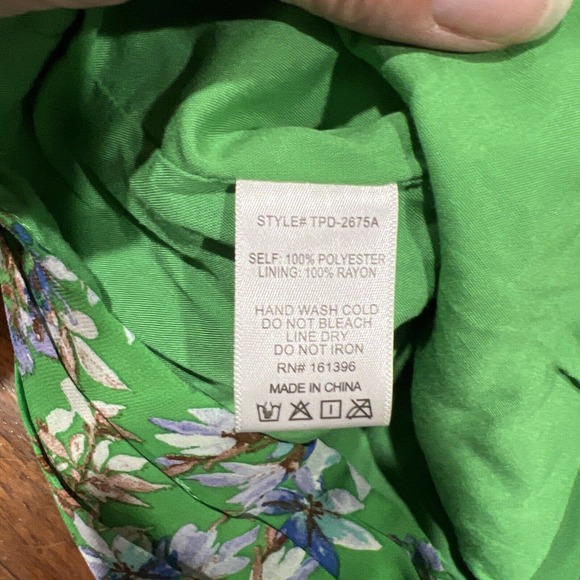 STYLE# TPD-2675A
SELF: 100% POLYESTER
LINING: 100% RAYON
HAND WASH COLD
DO NOT BLEACH
LINE DRY
DO NOT IRON
RN# 161396
MADE IN CHINA